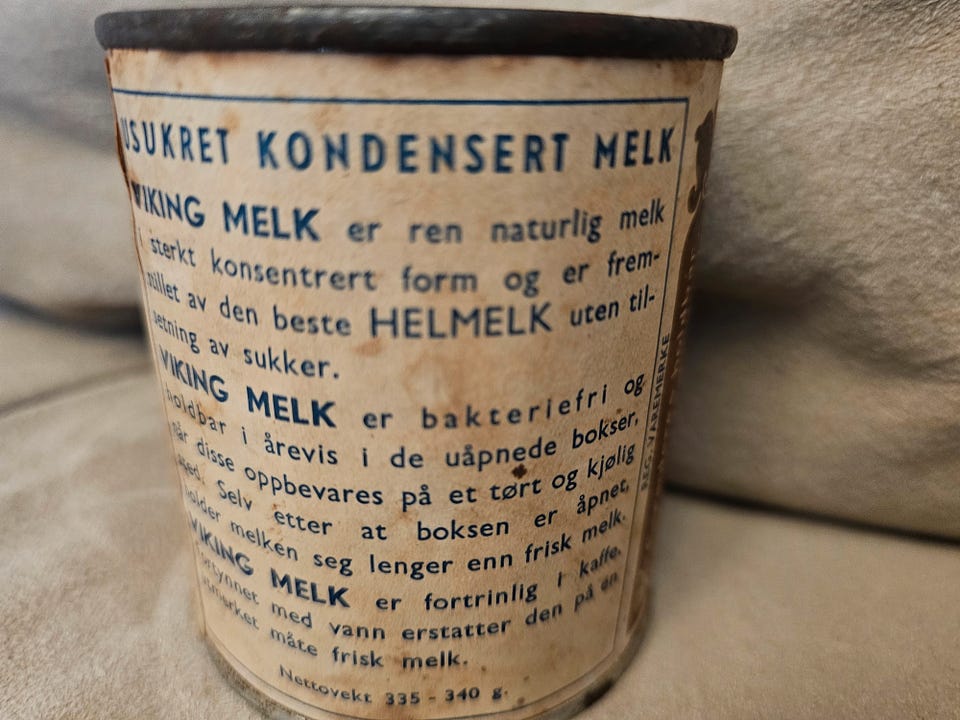 USUKRET KONDENSERT MELK
VIKING MELK er ren naturlig melk
i sterkt konsentrert form og er frem-
stillet av den beste HELMELK uten til-
setning av sukker.
VIKING MELK er bakteriefri og
holdbar i årevis i de uåpnede bokser,
når disse oppbevares på et tørt og kjølig
sted. Selv etter at boksen er åpnet,
holder melken seg lenger enn frisk melk.
VIKING MELK er fortrinlig i kaffe,
fortynnet med vann erstatter den på en
utmerket måte frisk melk.
Nettovekt 335 - 340 g.
REG. VAREMERKE